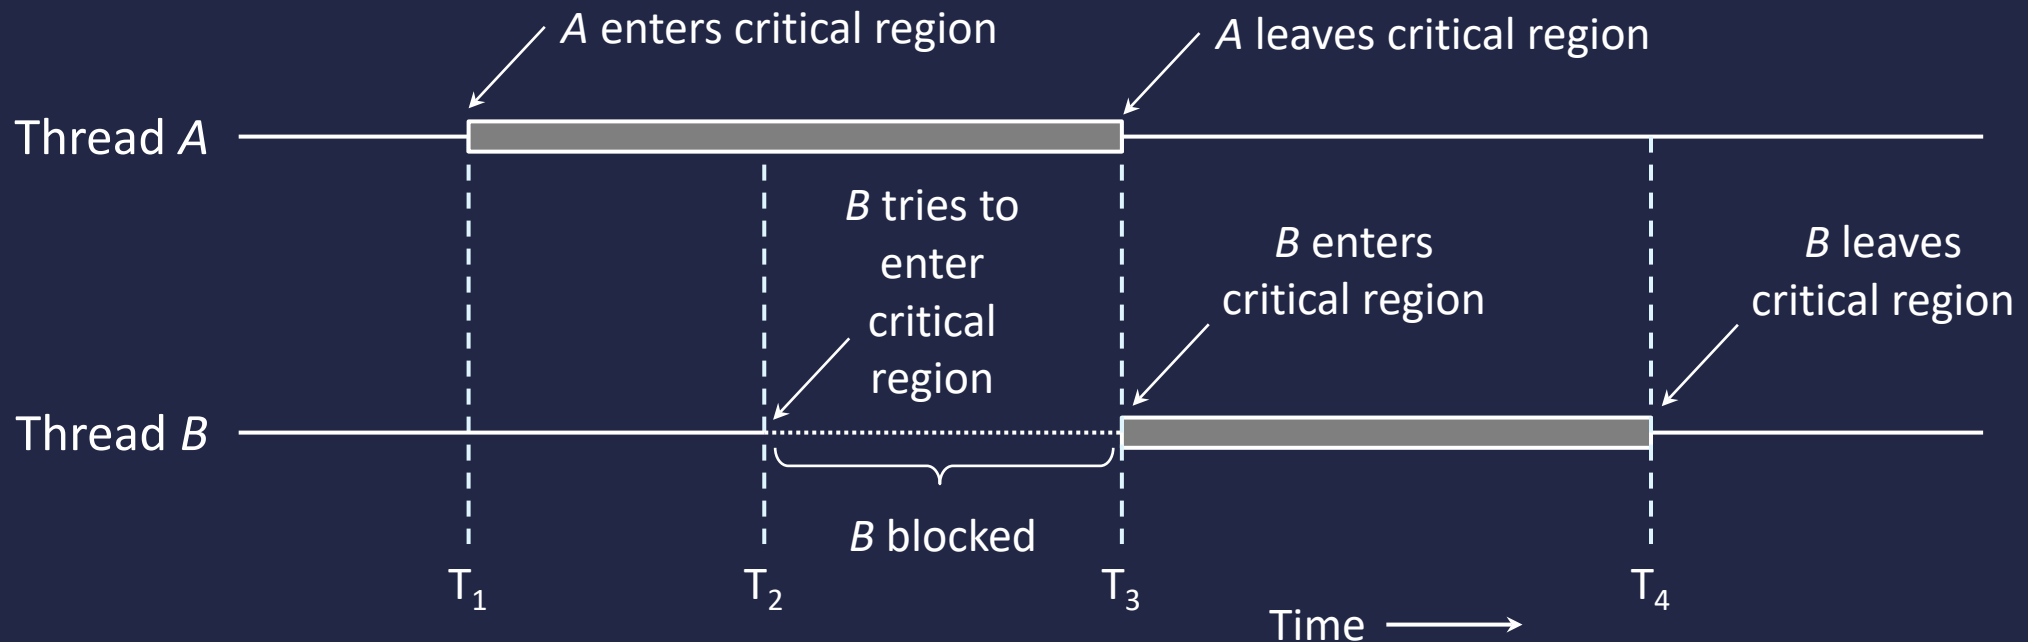 A enters critical region
A leaves critical region
Thread A
B tries to
enter
critical
region
B enters
critical region
B leaves
critical region
Thread B
B blocked
T₁
T₂
T₃
T₄
Time